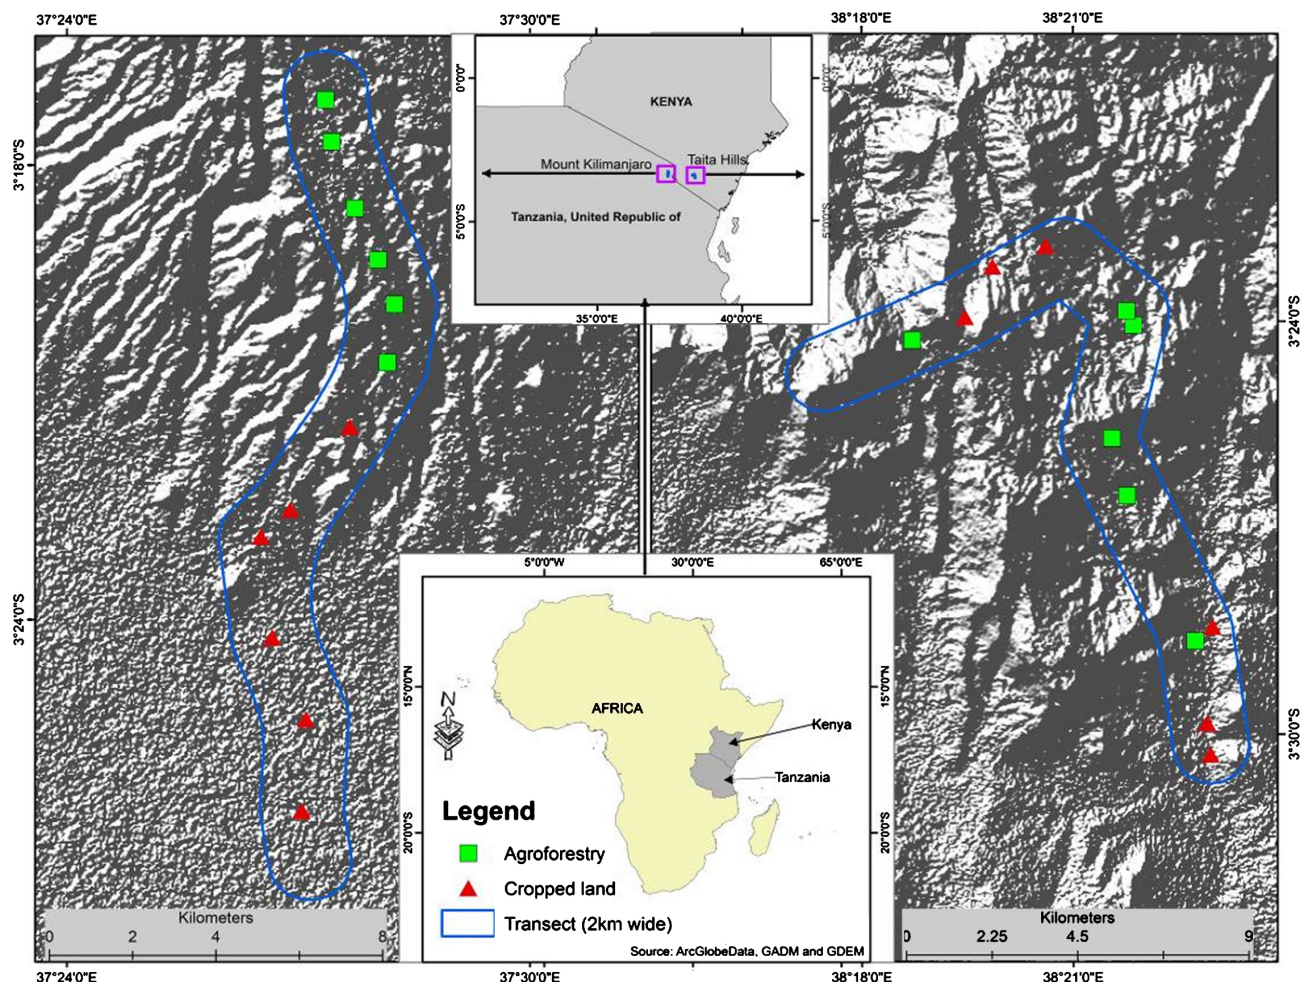 37°24'0"E
37°30'0"E
38°18'0"E
38°21'0"E
3°18'0"S
3°24'0"S
0°0'0"
5°0'0"S
KENYA
Mount Kilimanjaro
Taita Hills
Tanzania, United Republic of
0°0'0"
5°0'0"S
35°0'0"E
40°0'0"E
3°24'0"S
3°30'0"S
5°0'0"W
30°0'0"E
65°0'0"E
15°0'0"N
20°0'0"S
15°0'0"N
20°0'0"S
AFRICA
Kenya
Tanzania
N
Legend
Agroforestry
Cropped land
Transect (2km wide)
Source: ArcGlobeData, GADM and GDEM
Kilometers
0 2 4 8
Kilometers
0 2.25 4.5 9
37°24'0"E
37°30'0"E
38°18'0"E
38°21'0"E